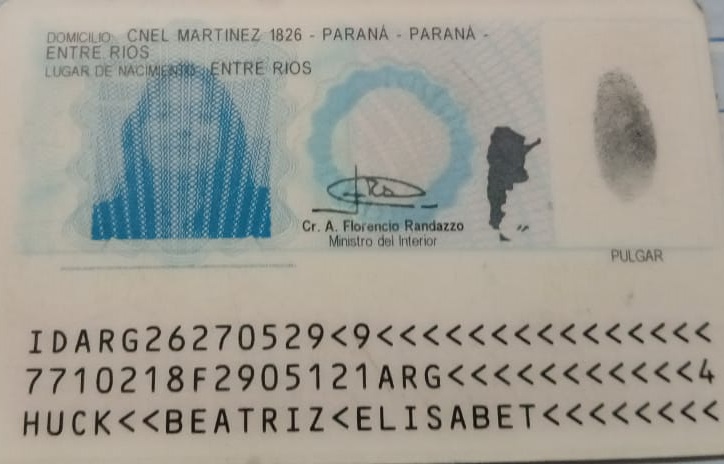 DOMICILIO: CNEL MARTINEZ 1826 - PARANÁ - PARANÁ -
ENTRE RIOS
LUGAR DE NACIMIENTO: ENTRE RIOS
Cr. A. Florencio Randazzo
Ministro del Interior
PULGAR
IDARG26270529<9<<<<<<<<<<<<<<<
7710218F2905121ARG<<<<<<<<<<<4
HUCK<<BEATRIZ<ELISABET<<<<<<<<